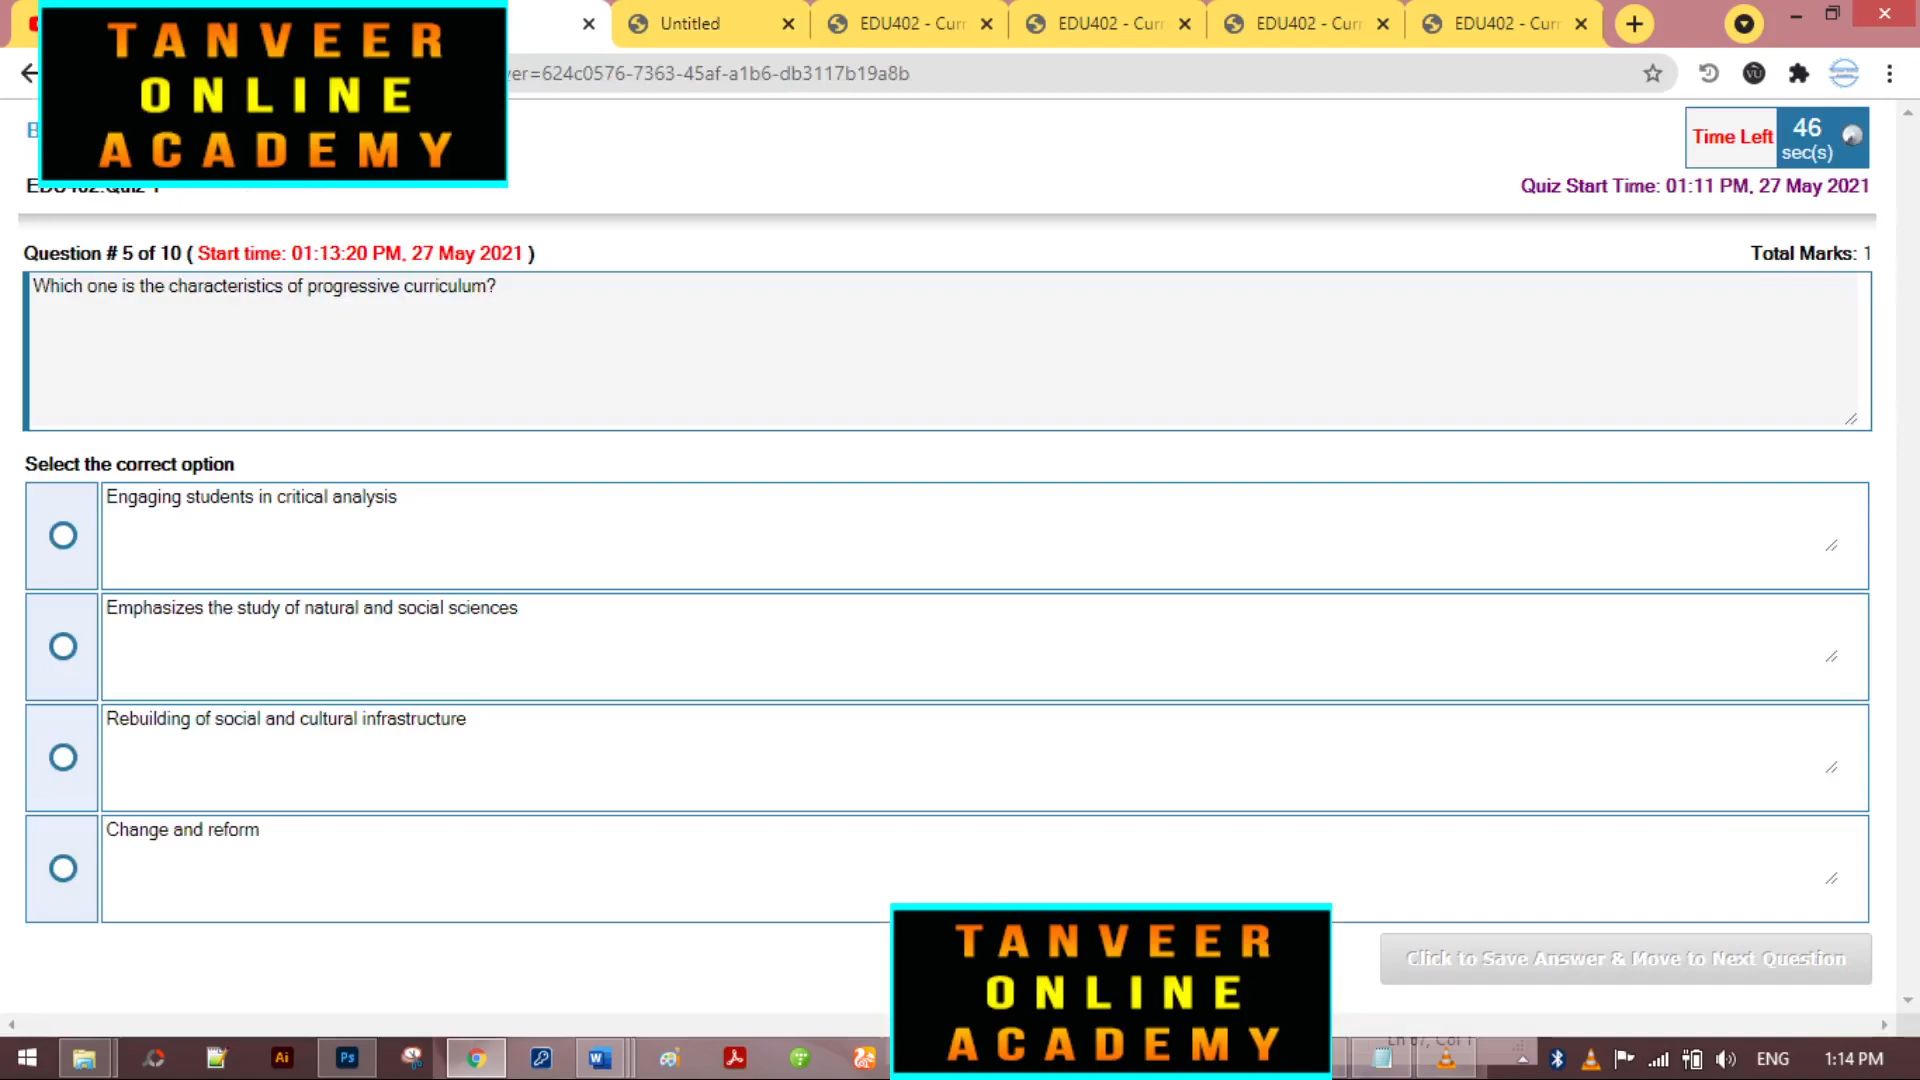 TANVEER
ONLINE
ACADEMY
Untitled
EDU402 - Curr
EDU402 - Curr
EDU402 - Curr
EDU402 - Curr
ver=624c0576-7363-45af-a1b6-db3117b19a8b
Time Left
46
sec(s)
Quiz Start Time: 01:11 PM, 27 May 2021
Question # 5 of 10 ( Start time: 01:13:20 PM, 27 May 2021 )
Total Marks: 1
Which one is the characteristics of progressive curriculum?
Select the correct option
Engaging students in critical analysis
Emphasizes the study of natural and social sciences
Rebuilding of social and cultural infrastructure
Change and reform
Click to Save Answer & Move to Next Question
TANVEER
ONLINE
ACADEMY
Ai
Ps
ENG
1:14 PM